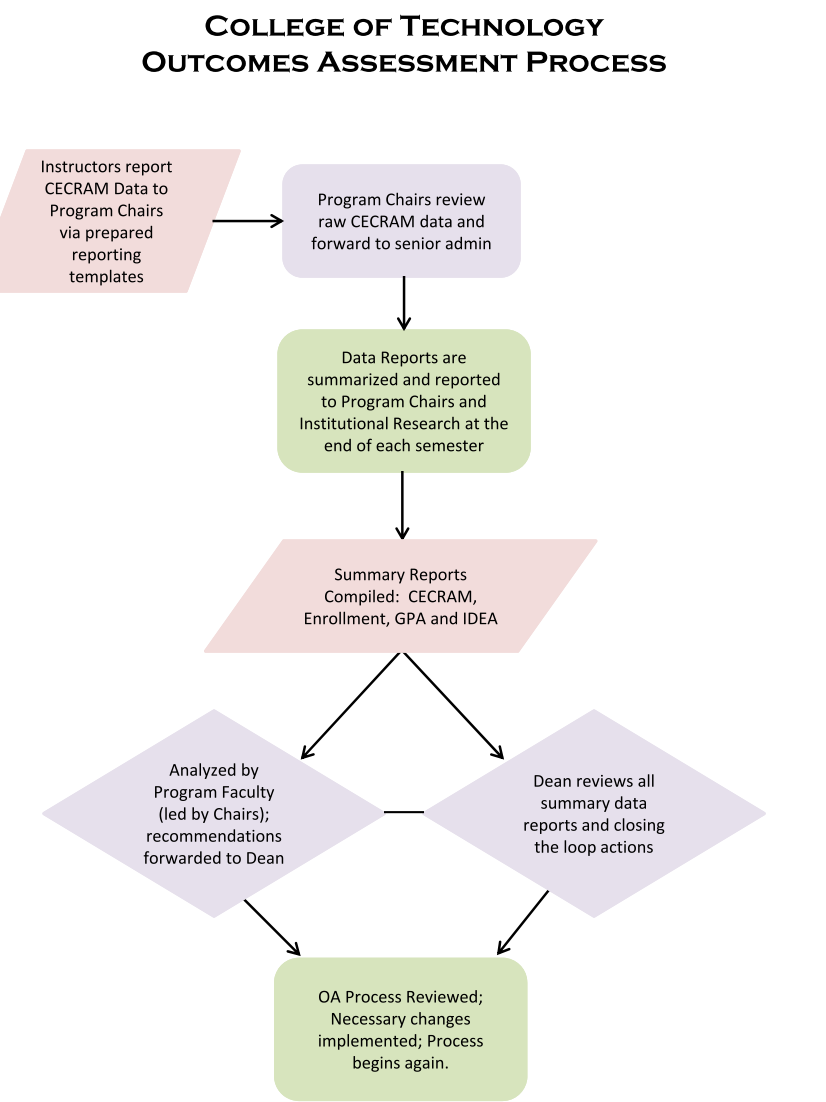 College of Technology
Outcomes Assessment Process
Instructors report
CECRAM Data to
Program Chairs
via prepared
reporting
templates
Program Chairs review
raw CECRAM data and
forward to senior admin
Data Reports are
summarized and reported
to Program Chairs and
Institutional Research at the
end of each semester
Summary Reports
Compiled:  CECRAM,
Enrollment, GPA and IDEA
Analyzed by
Program Faculty
(led by Chairs);
recommendations
forwarded to Dean
Dean reviews all
summary data
reports and closing
the loop actions
OA Process Reviewed;
Necessary changes
implemented; Process
begins again.